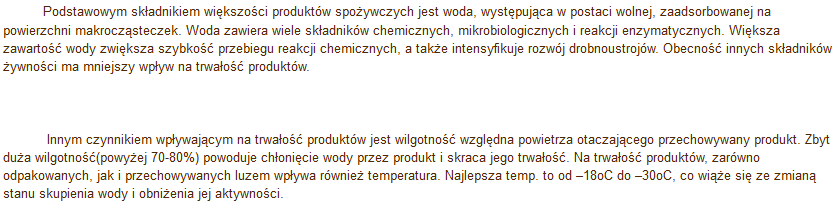 Podstawowym składnikiem większości produktów spożywczych jest woda, występująca w postaci wolnej, zaadsorbowanej na
powierzchni makrocząsteczek. Woda zawiera wiele składników chemicznych, mikrobiologicznych i reakcji enzymatycznych. Większa
zawartość wody zwiększa szybkość przebiegu reakcji chemicznych, a także intensyfikuje rozwój drobnoustrojów. Obecność innych składników
żywności ma mniejszy wpływ na trwałość produktów.
Innym czynnikiem wpływającym na trwałość produktów jest wilgotność względna powietrza otaczającego przechowywany produkt. Zbyt
duża wilgotność(powyżej 70-80%) powoduje chłonięcie wody przez produkt i skraca jego trwałość. Na trwałość produktów, zarówno
odpakowanych, jak i przechowywanych luzem wpływa również temperatura. Najlepsza temp. to od –18oC do –30oC, co wiąże się ze zmianą
stanu skupienia wody i obniżenia jej aktywności.